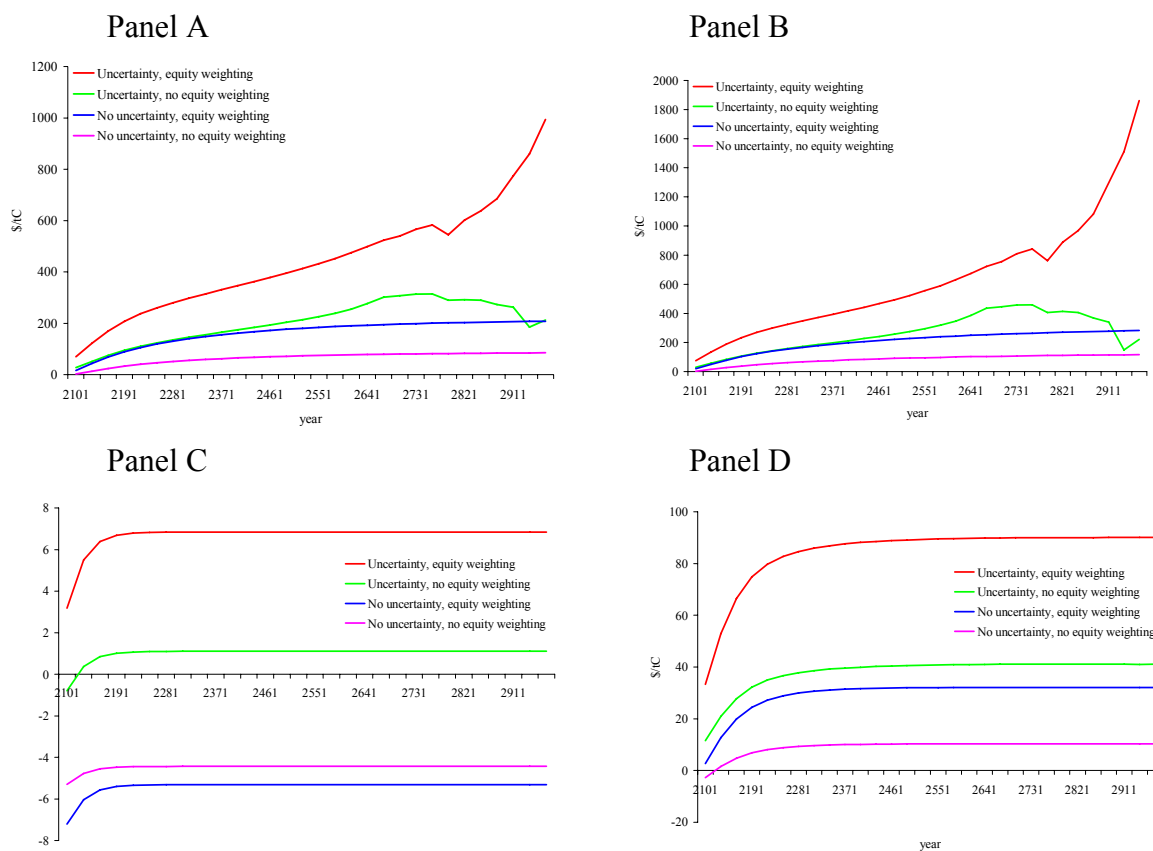 Panel A
1200
1000
800
600
400
200
0
$/tC
Uncertainty, equity weighting
Uncertainty, no equity weighting
No uncertainty, equity weighting
No uncertainty, no equity weighting
2101 2191 2281 2371 2461 2551 2641 2731 2821 2911
year
Panel B
2000
1800
1600
1400
1200
1000
800
600
400
200
0
$/tC
Uncertainty, equity weighting
Uncertainty, no equity weighting
No uncertainty, equity weighting
No uncertainty, no equity weighting
2101 2191 2281 2371 2461 2551 2641 2731 2821 2911
year
Panel C
8
6
4
2
0
-2
-4
-6
-8
Uncertainty, equity weighting
Uncertainty, no equity weighting
No uncertainty, equity weighting
No uncertainty, no equity weighting
2101 2191 2281 2371 2461 2551 2641 2731 2821 2911
Panel D
100
80
60
40
20
0
-20
$/tC
Uncertainty, equity weighting
Uncertainty, no equity weighting
No uncertainty, equity weighting
No uncertainty, no equity weighting
2101 2191 2281 2371 2461 2551 2641 2731 2821 2911
year